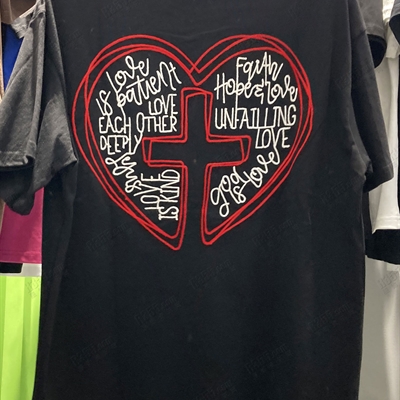 IS Love
patient
LOVE
EACH OTHER
DEEPLY
Jesus
LOVE
IS KIND
Faith
Hope & Love
UNFAILING
LOVE
god
IS Love